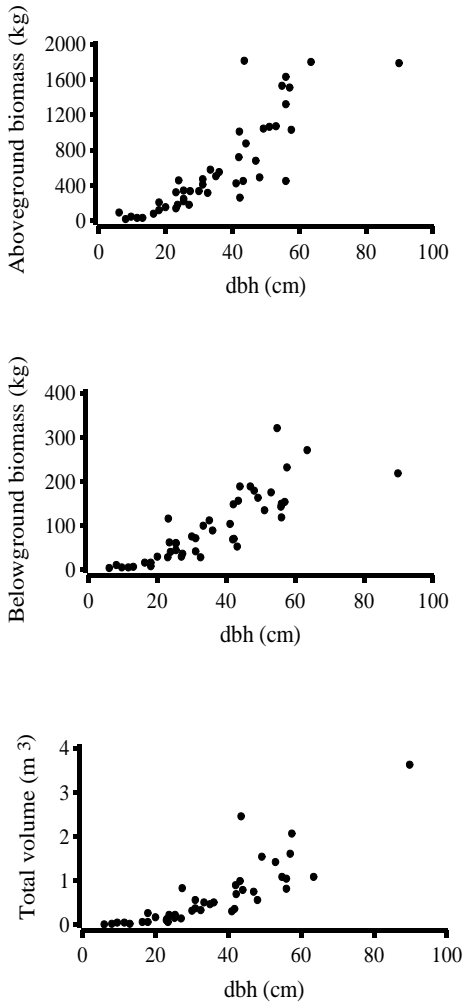 Aboveground biomass (kg)
2000
1600
1200
800
400
0
0 20 40 60 80 100
dbh (cm)
Belowground biomass (kg)
400
300
200
100
0
0 20 40 60 80 100
dbh (cm)
Total volume (m 3)
4
3
2
1
0
0 20 40 60 80 100
dbh (cm)